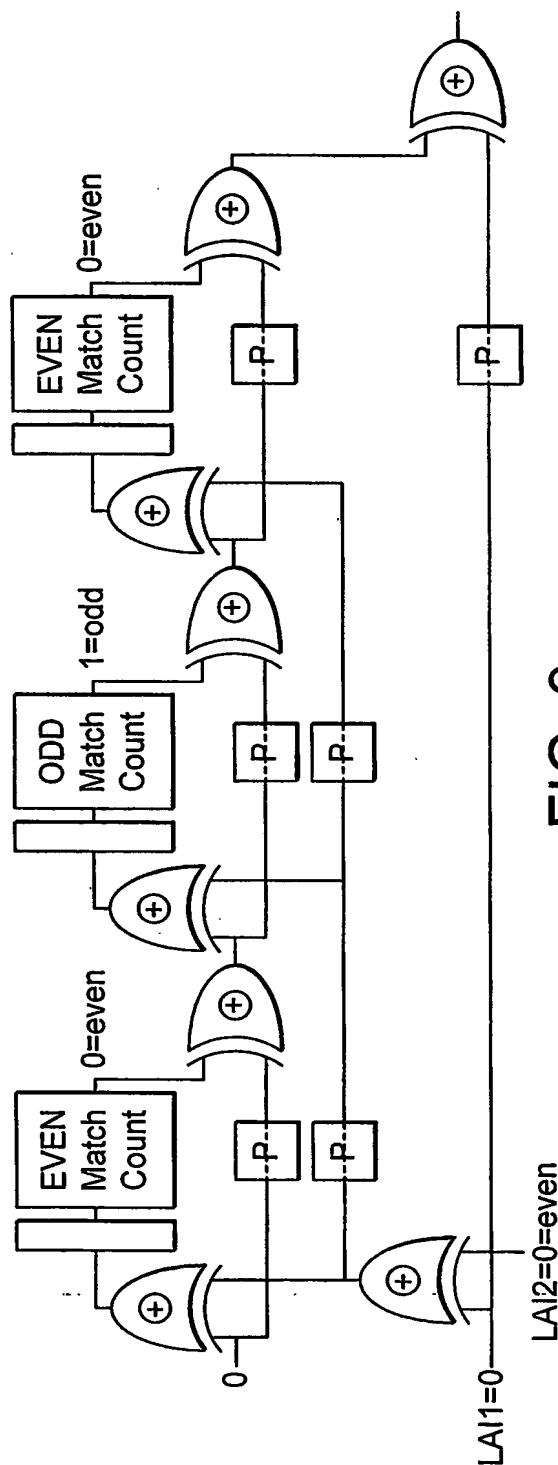 EVEN
Match
Count
0=even
ODD
Match
Count
1=odd
EVEN
Match
Count
0=even
P
P
P
P
P
P
0
LAI1=0
LAI2=0=even
FIG.